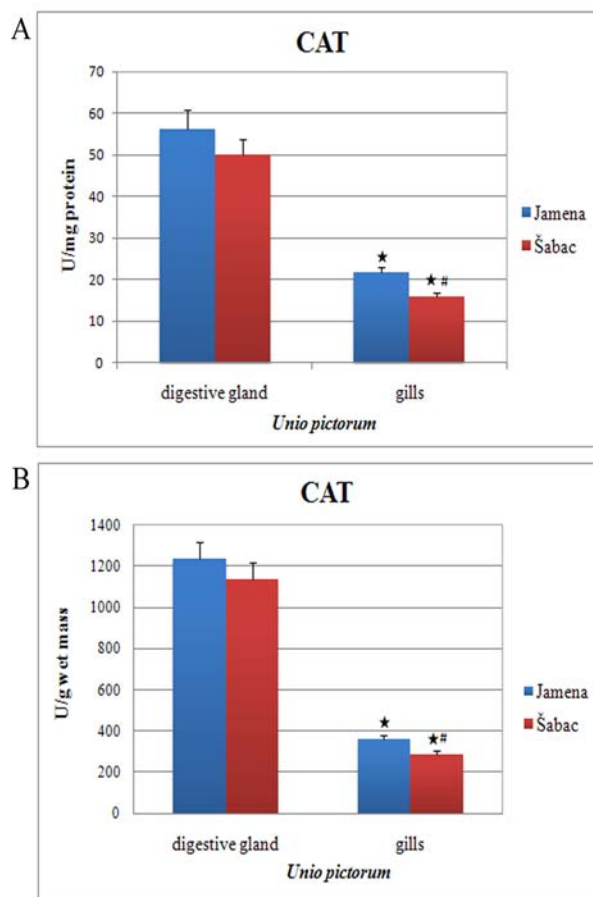 A
CAT
70
60
50
40
30
20
10
0
U/mg protein
★
★ #
Jamena
Šabac
digestive gland gills
Unio pictorum
B
CAT
1400
1200
1000
800
600
400
200
0
U/g wet mass
★
★#
Jamena
Šabac
digestive gland gills
Unio pictorum